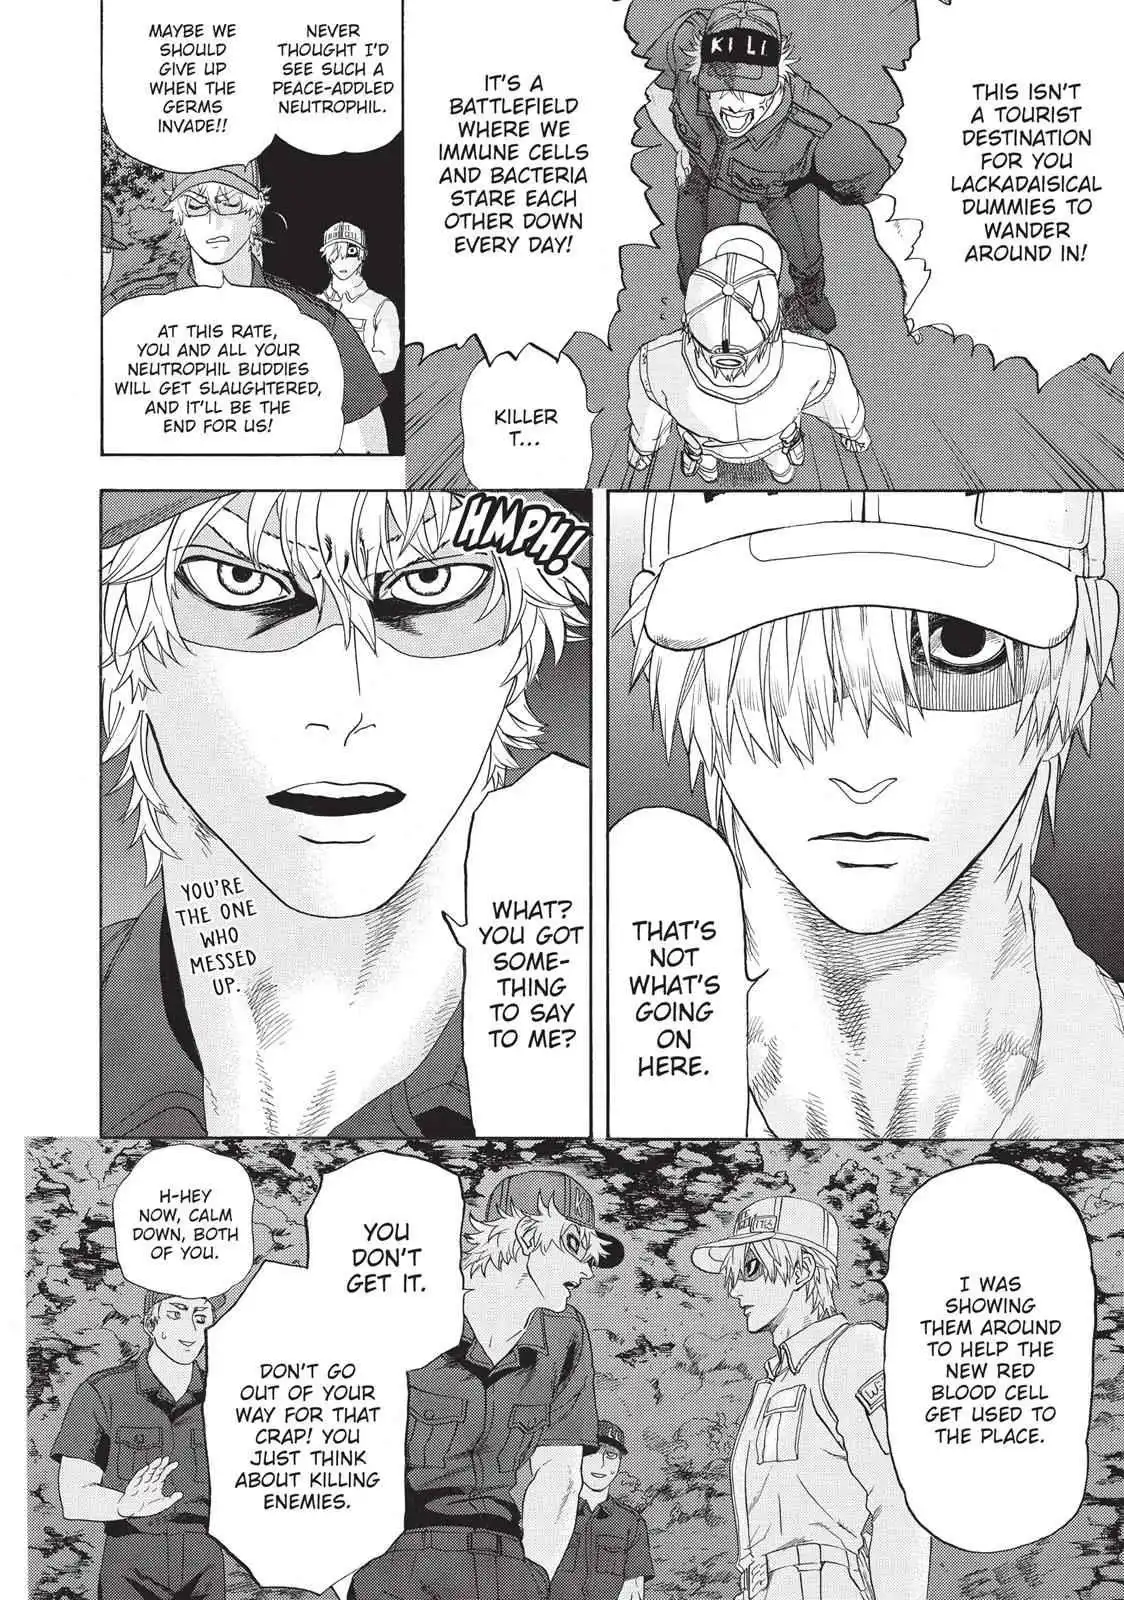 THIS ISN'T
A TOURIST
DESTINATION
FOR YOU
LACKADAISICAL
DUMMIES TO
WANDER
AROUND IN!
KILL
IT'S A
BATTLEFIELD
WHERE WE
IMMUNE CELLS
AND BACTERIA
STARE EACH
OTHER DOWN
EVERY DAY!
KILLER
T...
NEVER
THOUGHT I'D
SEE SUCH A
PEACE-ADDLED
NEUTROPHIL.
MAYBE WE
SHOULD
GIVE UP
WHEN THE
GERMS
INVADE!!
AT THIS RATE,
YOU AND ALL YOUR
NEUTROPHIL BUDDIES
WILL GET SLAUGHTERED,
AND IT'LL BE THE
END FOR US!
THAT'S
NOT
WHAT'S
GOING
ON
HERE.
HMPH!
WHAT?
YOU GOT
SOME-
THING
TO SAY
TO ME?
YOU'RE
THE ONE
WHO
MESSED
UP.
I WAS
SHOWING
THEM AROUND
TO HELP THE
NEW RED
BLOOD CELL
GET USED TO
THE PLACE.
YOU
DON'T
GET IT.
DON'T GO
OUT OF YOUR
WAY FOR THAT
CRAP! YOU
JUST THINK
ABOUT KILLING
ENEMIES.
H-HEY
NOW, CALM
DOWN, BOTH
OF YOU.